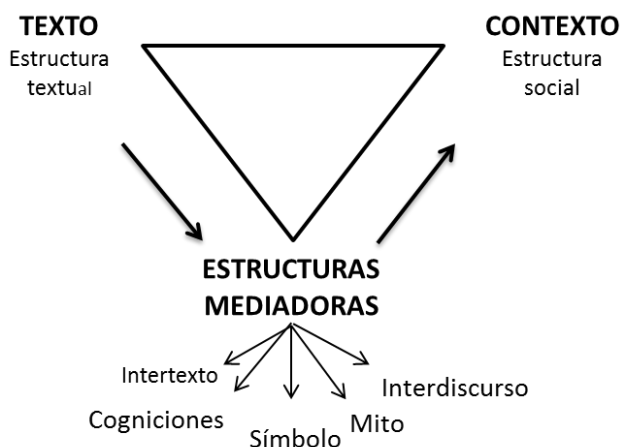 TEXTO
Estructura
textual
CONTEXTO
Estructura
social
ESTRUCTURAS
MEDIADORAS
Intertexto
Cogniciones
Símbolo
Mito
Interdiscurso